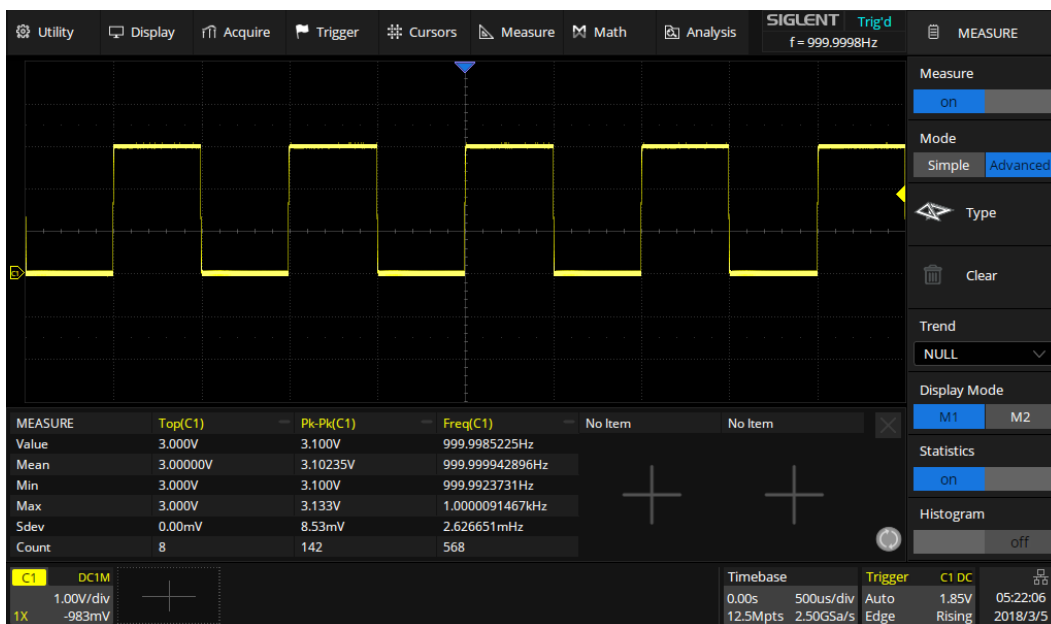 Utility Display Acquire Trigger Cursors Measure Math Analysis
SIGLENT Trig'd
f = 999.9998Hz
MEASURE
Measure
on
Mode
Simple Advanced
Type
Clear
Trend
NULL
Display Mode
M1 M2
Statistics
on
Histogram
off
C1
MEASURE Top(C1) Pk-Pk(C1) Freq(C1) No Item No Item
Value 3.000V 3.100V 999.9985225Hz
Mean 3.00000V 3.10235V 999.999942896Hz
Min 3.000V 3.100V 999.9923731Hz
Max 3.000V 3.133V 1.0000091467kHz
Sdev 0.00mV 8.53mV 2.626651mHz
Count 8 142 568
C1 DC1M
1.00V/div
1X -983mV
Timebase
0.00s 500us/div
12.5Mpts 2.50GSa/s
Trigger C1 DC
Auto 1.85V
Edge Rising
05:22:06
2018/3/5